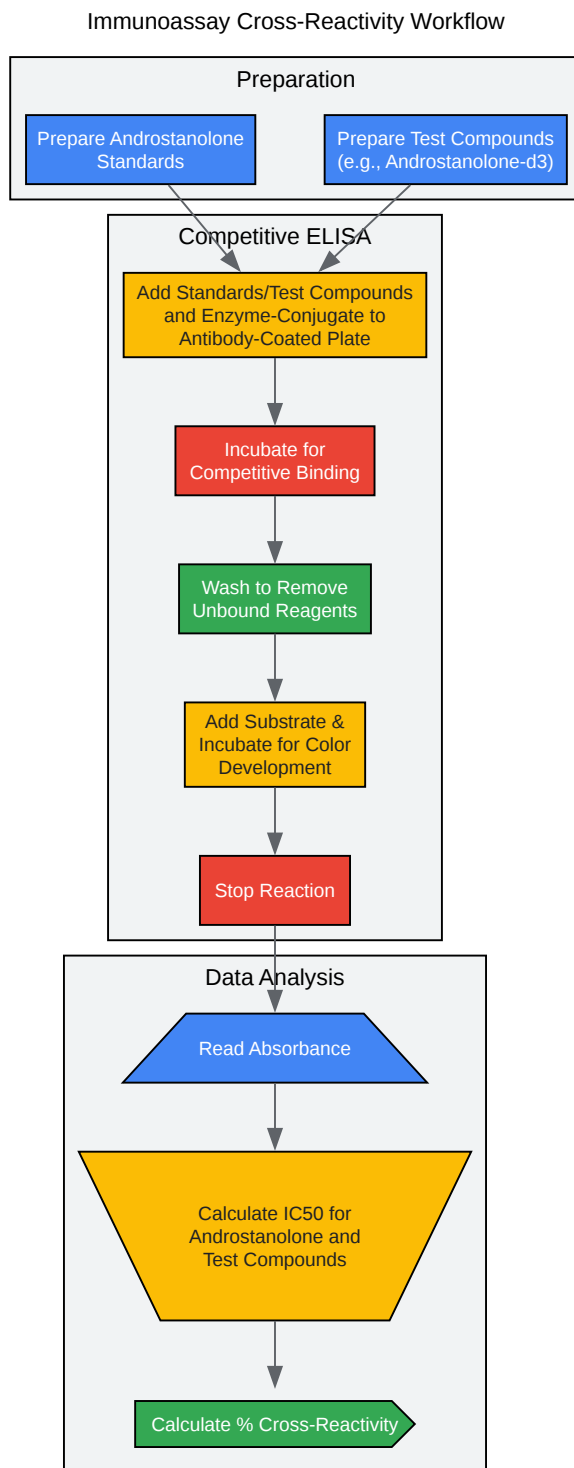 Immunoassay Cross-Reactivity Workflow
Preparation
Prepare Androstanolone
Standards
Prepare Test Compounds
(e.g., Androstanolone-d3)
Competitive ELISA
Add Standards/Test Compounds
and Enzyme-Conjugate to
Antibody-Coated Plate
Incubate for
Competitive Binding
Wash to Remove
Unbound Reagents
Add Substrate &
Incubate for Color
Development
Stop Reaction
Data Analysis
Read Absorbance
Calculate IC50 for
Androstanolone and
Test Compounds
Calculate % Cross-Reactivity